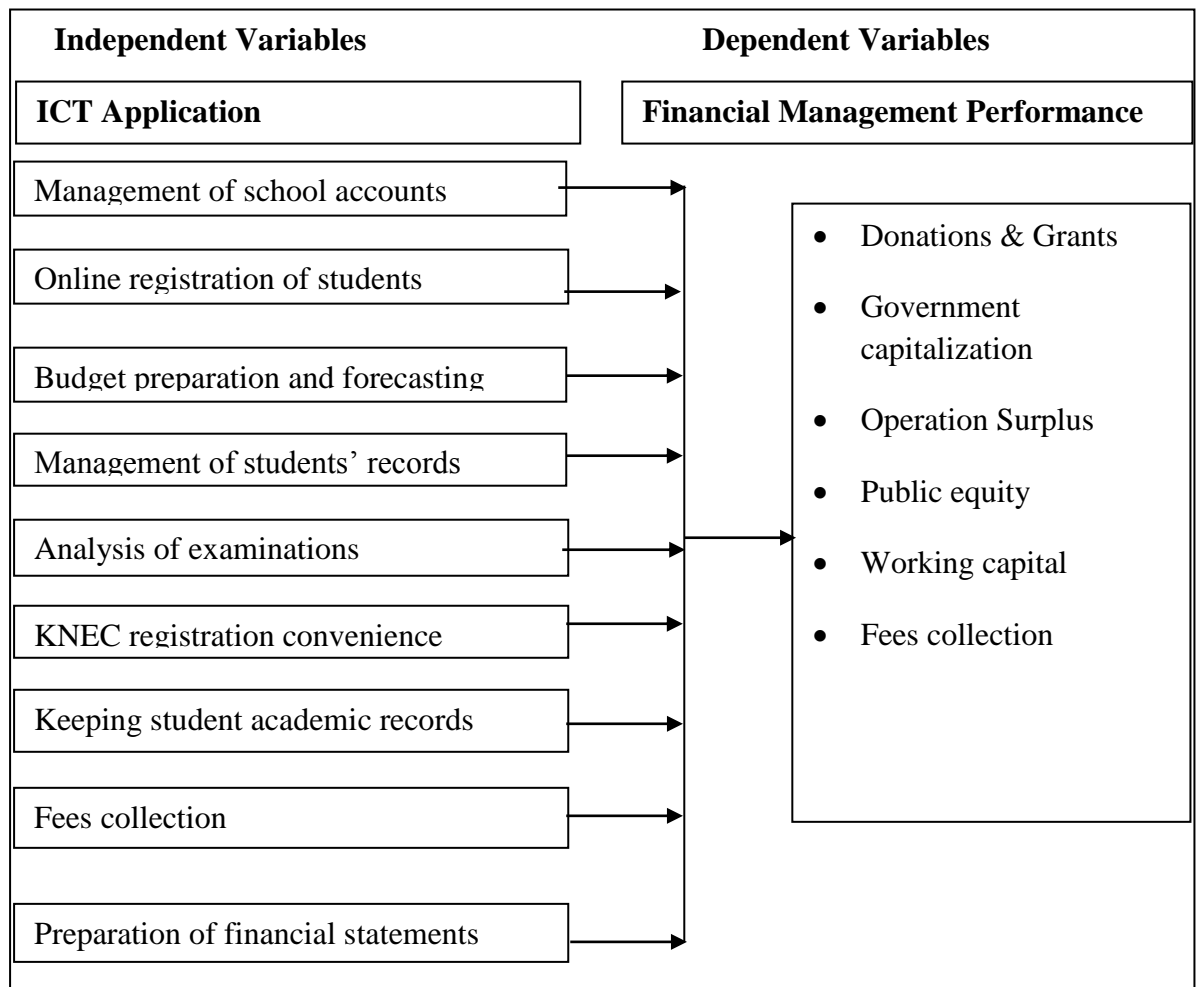 Independent Variables
Dependent Variables
ICT Application
Financial Management Performance
Management of school accounts
Online registration of students
Budget preparation and forecasting
Management of students’ records
Analysis of examinations
KNEC registration convenience
Keeping student academic records
Fees collection
Preparation of financial statements
• Donations & Grants
• Government
capitalization
• Operation Surplus
• Public equity
• Working capital
• Fees collection